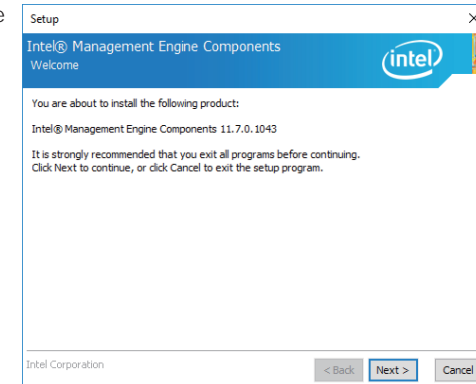 e
Setup
Intel® Management Engine Components
Welcome
intel
You are about to install the following product:
Intel® Management Engine Components 11.7.0.1043
It is strongly recommended that you exit all programs before continuing.
Click Next to continue, or click Cancel to exit the setup program.
Intel Corporation
< Back Next > Cancel